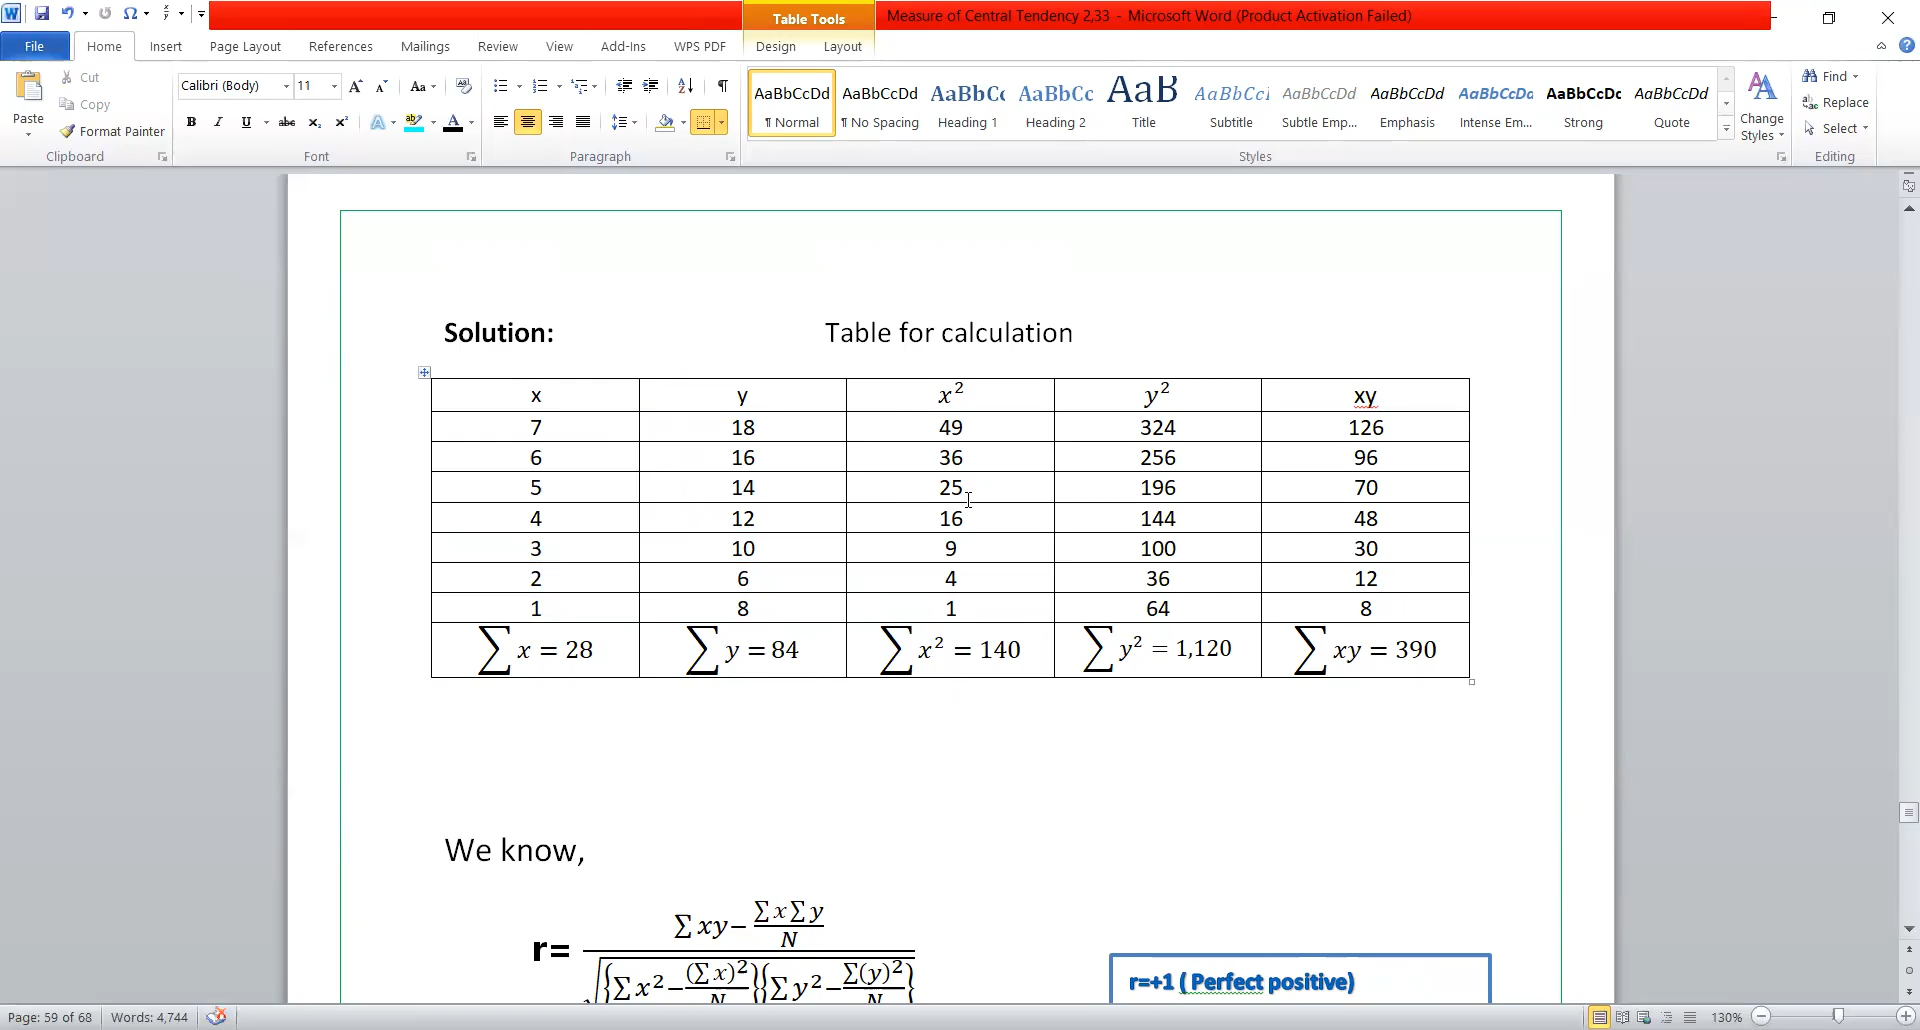 Table Tools
Measure of Central Tendency 2,33 - Microsoft Word (Product Activation Failed)
File Home Insert Page Layout References Mailings Review View Add-Ins WPS PDF Design Layout
Paste
Cut
Copy
Format Painter
Clipboard
Calibri (Body) 11
Font
Paragraph
AaBbCcDd AaBbCcDd AaBbCc AaBbCc AaB AaBbCcl AaBbCcDd AaBbCcDd AaBbCcDd AaBbCcDc AaBbCcDd
¶ Normal ¶ No Spacing Heading 1 Heading 2 Title Subtitle Subtle Emp... Emphasis Intense Em... Strong Quote
Styles
Change Styles
Find
Replace
Select
Editing
Solution: Table for calculation
x y x² y² xy
7 18 49 324 126
6 16 36 256 96
5 14 25 196 70
4 12 16 144 48
3 10 9 100 30
2 6 4 36 12
1 8 1 64 8
∑x = 28 ∑y = 84 ∑x² = 140 ∑y² = 1,120 ∑xy = 390
We know,
∑xy− ∑x∑y
N
r=
√{∑x²−(∑x)²}{∑y²−∑(y)²}
N N
r=+1 ( Perfect positive)
Page: 59 of 68 Words: 4,744 130%